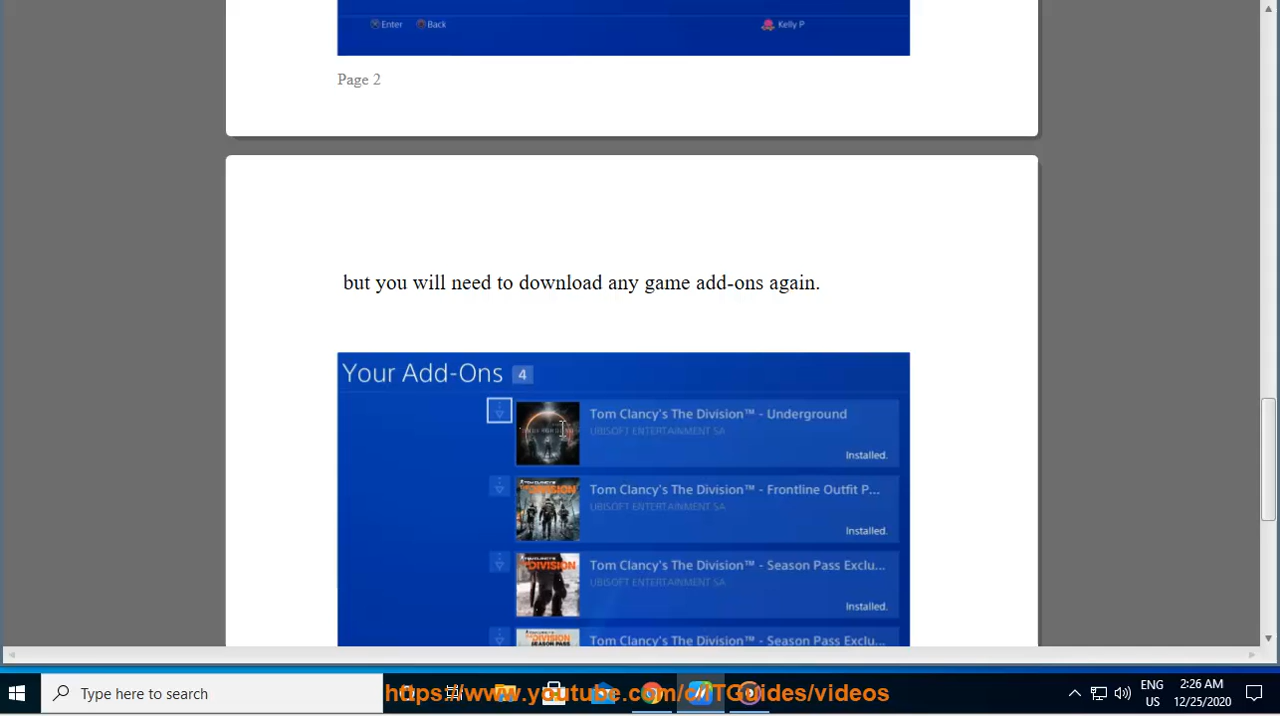 Enter Back Kelly P
Page 2
but you will need to download any game add-ons again.
Your Add-Ons 4
Tom Clancy's The Division™ - Underground
UBISOFT ENTERTAINMENT SA
Installed.
Tom Clancy's The Division™ - Frontline Outfit P...
UBISOFT ENTERTAINMENT SA
Installed.
Tom Clancy's The Division™ - Season Pass Exclu...
UBISOFT ENTERTAINMENT SA
Installed.
Tom Clancy's The Division™ - Season Pass Exclu...
Type here to search
https://www.youtube.com/c/ITGuides/videos
ENG
US
2:26 AM
12/25/2020